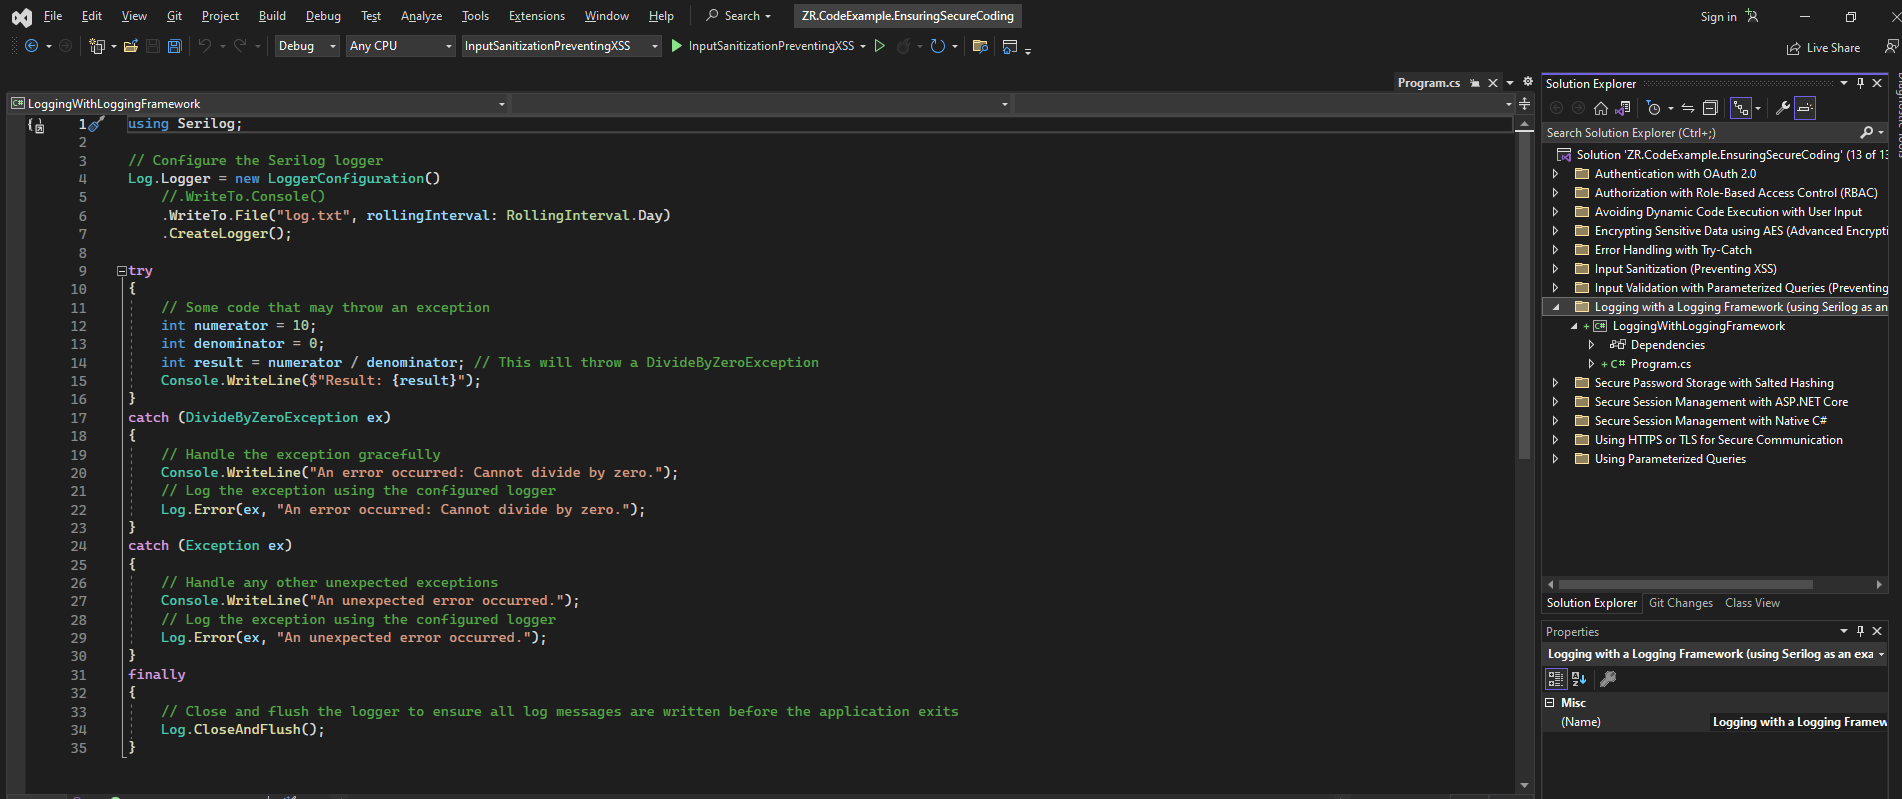 File Edit View Git Project Build Debug Test Analyze Tools Extensions Window Help Search ZR.CodeExample.EnsuringSecureCoding Sign in
Debug Any CPU InputSanitizationPreventingXSS InputSanitizationPreventingXSS Live Share
Program.cs
LoggingWithLoggingFramework
1 using Serilog;
2
3 // Configure the Serilog logger
4 Log.Logger = new LoggerConfiguration()
5 //.WriteTo.Console()
6 .WriteTo.File("log.txt", rollingInterval: RollingInterval.Day)
7 .CreateLogger();
8
9 try
10 {
11 // Some code that may throw an exception
12 int numerator = 10;
13 int denominator = 0;
14 int result = numerator / denominator; // This will throw a DivideByZeroException
15 Console.WriteLine($"Result: {result}");
16 }
17 catch (DivideByZeroException ex)
18 {
19 // Handle the exception gracefully
20 Console.WriteLine("An error occurred: Cannot divide by zero.");
21 // Log the exception using the configured logger
22 Log.Error(ex, "An error occurred: Cannot divide by zero.");
23 }
24 catch (Exception ex)
25 {
26 // Handle any other unexpected exceptions
27 Console.WriteLine("An unexpected error occurred.");
28 // Log the exception using the configured logger
29 Log.Error(ex, "An unexpected error occurred.");
30 }
31 finally
32 {
33 // Close and flush the logger to ensure all log messages are written before the application exits
34 Log.CloseAndFlush();
35 }
Solution Explorer
Search Solution Explorer (Ctrl+;)
Solution 'ZR.CodeExample.EnsuringSecureCoding' (13 of 13
Authentication with OAuth 2.0
Authorization with Role-Based Access Control (RBAC)
Avoiding Dynamic Code Execution with User Input
Encrypting Sensitive Data using AES (Advanced Encrypti
Error Handling with Try-Catch
Input Sanitization (Preventing XSS)
Input Validation with Parameterized Queries (Preventing
Logging with a Logging Framework (using Serilog as an
C# LoggingWithLoggingFramework
Dependencies
C# Program.cs
Secure Password Storage with Salted Hashing
Secure Session Management with ASP.NET Core
Secure Session Management with Native C#
Using HTTPS or TLS for Secure Communication
Using Parameterized Queries
Solution Explorer Git Changes Class View
Properties
Logging with a Logging Framework (using Serilog as an exa
Misc
(Name) Logging with a Logging Framew